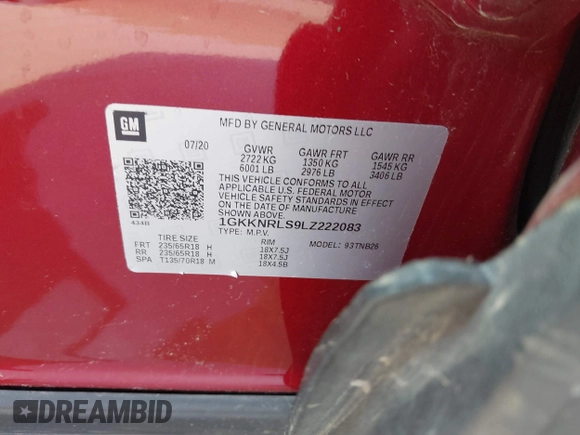 MFD BY GENERAL MOTORS LLC
GM
07/20 GVWR GAWR FRT GAWR RR
2722 KG 1350 KG 1545 KG
6001 LB 2976 LB 3406 LB
THIS VEHICLE CONFORMS TO ALL
APPLICABLE U.S. FEDERAL MOTOR
VEHICLE SAFETY STANDARDS IN EFFECT
ON THE DATE OF MANUFACTURE
SHOWN ABOVE.
434B 1GKKNRLS9LZ222083
TYPE: M.P.V. MODEL: 93TNB26
TIRE SIZE RIM
FRT 235/65R18 H 18X7.5J
RR 235/65R18 H 18X7.5J
SPA T135/70R18 M 18X4.5B
DREAMBID